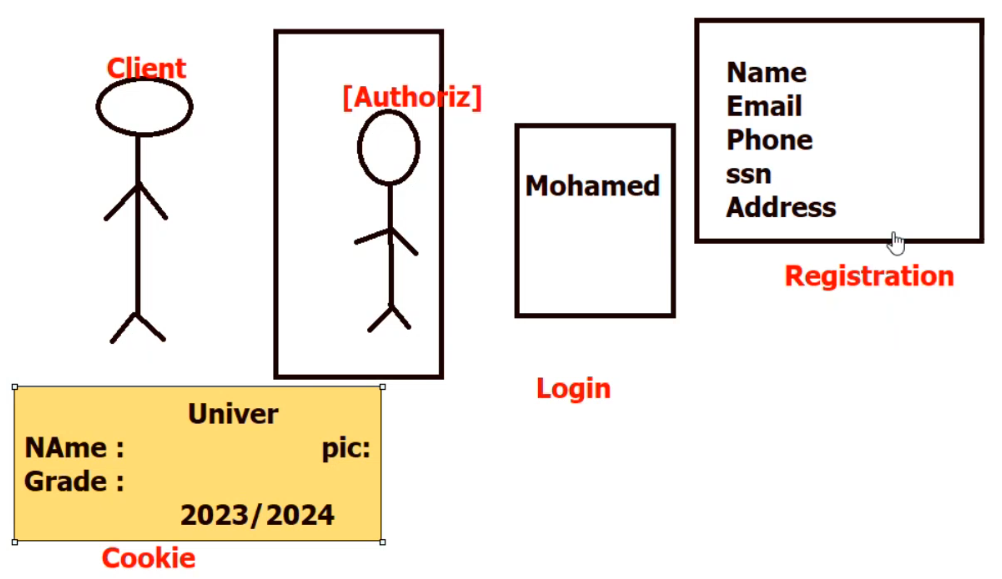 Client
[Authoriz]
Mohamed
Name
Email
Phone
ssn
Address
Registration
Login
Univer
NAme : pic:
Grade :
2023/2024
Cookie